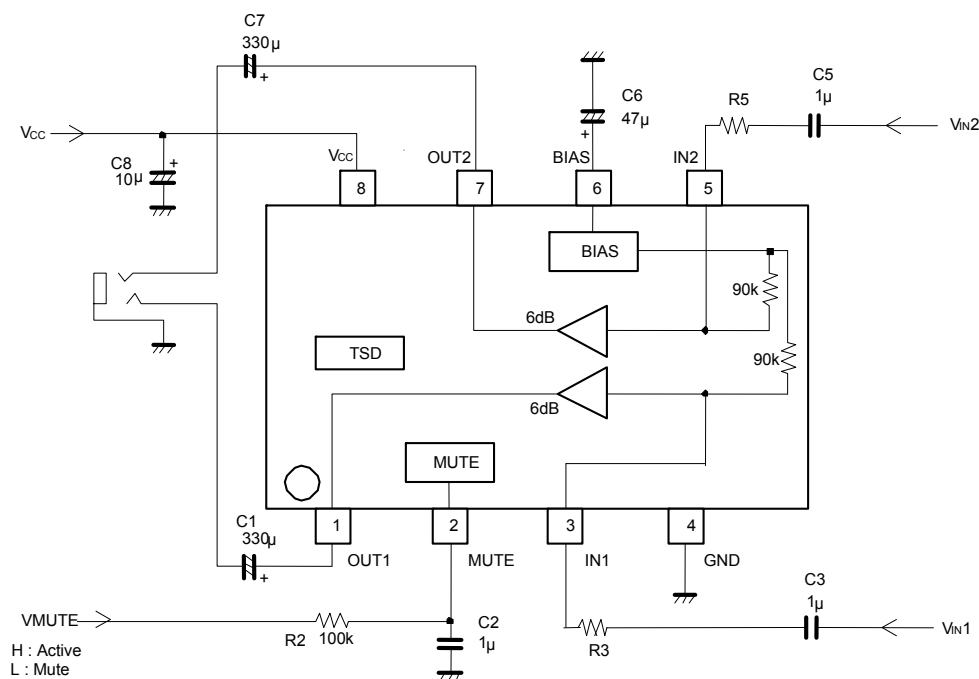 C7
330μ
C5
1μ
C6
47μ
R5
VCC
VIN2
VCC
OUT2
BIAS
IN2
C8
10μ
8
7
6
5
BIAS
90k
6dB
90k
TSD
6dB
MUTE
C1
330μ
1
2
3
4
OUT1
MUTE
IN1
GND
C3
1μ
VMUTE
R2
100k
C2
1μ
R3
VIN1
H : Active
L : Mute
+
+
+
+